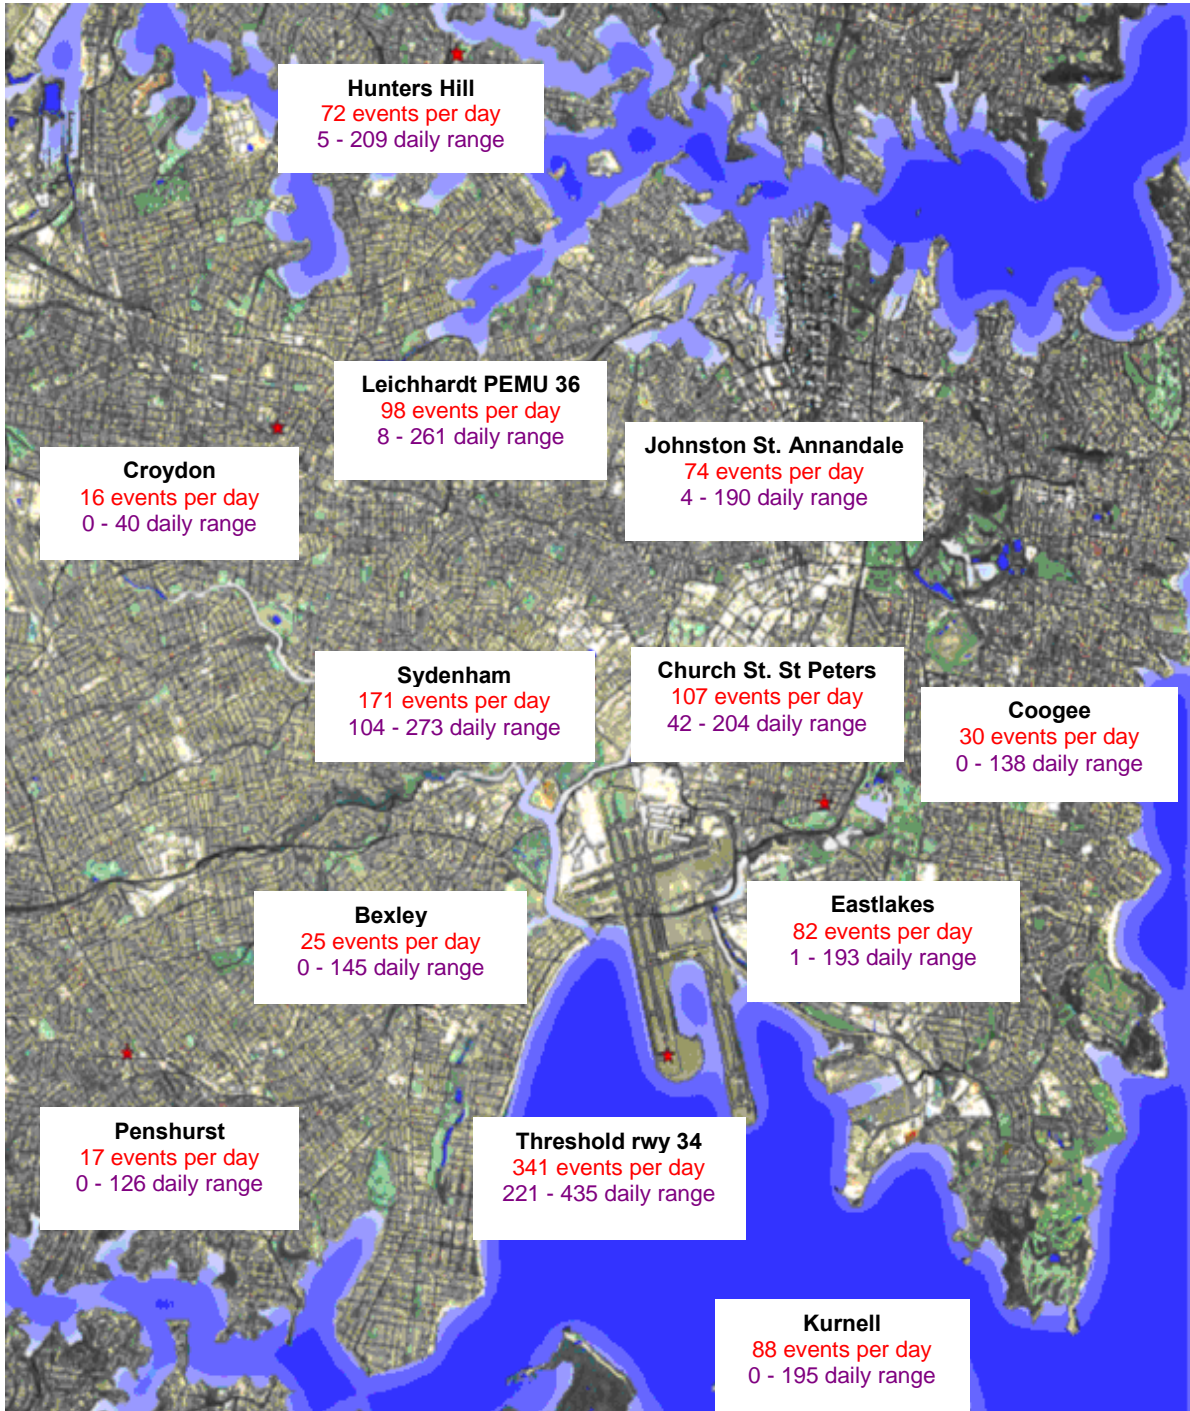 Hunters Hill
72 events per day
5 - 209 daily range
Leichhardt PEMU 36
98 events per day
8 - 261 daily range
Johnston St. Annandale
74 events per day
4 - 190 daily range
Croydon
16 events per day
0 - 40 daily range
Sydenham
171 events per day
104 - 273 daily range
Church St. St Peters
107 events per day
42 - 204 daily range
Coogee
30 events per day
0 - 138 daily range
Bexley
25 events per day
0 - 145 daily range
Eastlakes
82 events per day
1 - 193 daily range
Penshurst
17 events per day
0 - 126 daily range
Threshold rwy 34
341 events per day
221 - 435 daily range
Kurnell
88 events per day
0 - 195 daily range